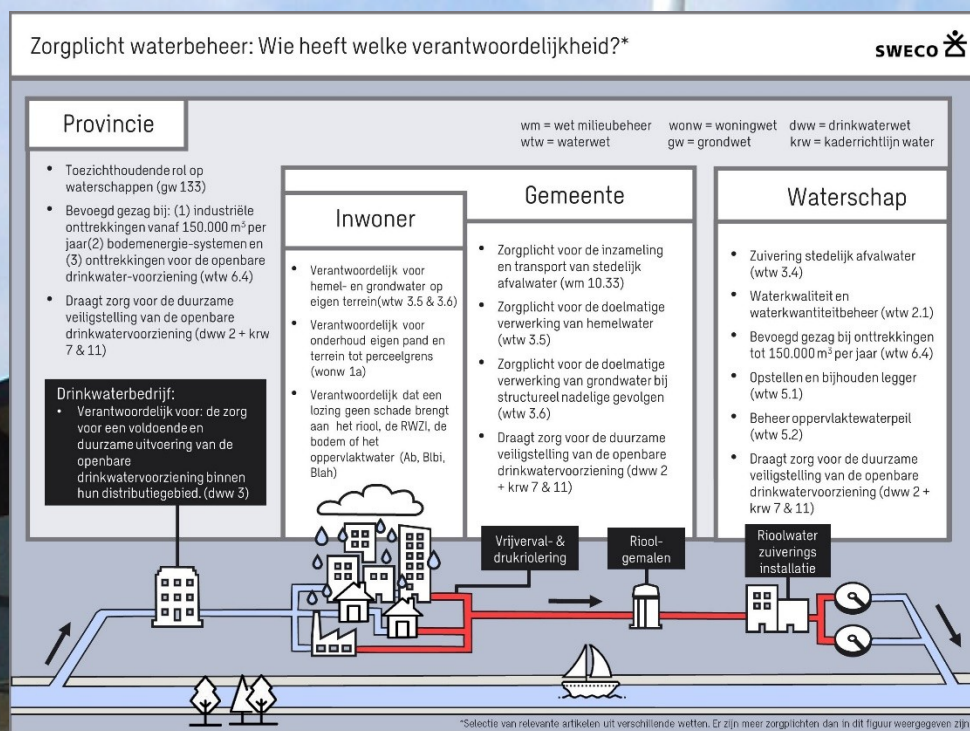 Zorgplicht waterbeheer: Wie heeft welke verantwoordelijkheid?*
SWECO
Provincie
• Toezichthoudende rol op
waterschappen (gw 133)
• Bevoegd gezag bij: (1) industriële
onttrekkingen vanaf 150.000 m³ per
jaar(2) bodemenergie-systemen en
(3) onttrekkingen voor de openbare
drinkwater-voorziening (wtw 6.4)
• Draagt zorg voor de duurzame
veiligstelling van de openbare
drinkwatervoorziening (dww 2 + krw
7 & 11)
Drinkwaterbedrijf:
• Verantwoordelijk voor: de zorg
voor een voldoende en
duurzame uitvoering van de
openbare
drinkwatervoorziening binnen
hun distributiegebied. (dww 3)
wm = wet milieubeheer wonw = woningwet dww = drinkwaterwet
wtw = waterwet gw = grondwet krw = kaderrichtlijn water
Inwoner
• Verantwoordelijk voor
hemel- en grondwater op
eigen terrein(wtw 3.5 & 3.6)
• Verantwoordelijk voor
onderhoud eigen pand en
terrein tot perceelgrens
(wonw 1a)
• Verantwoordelijk dat een
lozing geen schade brengt
aan het riool, de RWZI, de
bodem of het
oppervlaktwater (Ab, Blbi,
Blah)
Gemeente
• Zorgplicht voor de inzameling
en transport van stedelijk
afvalwater (wm 10.33)
• Zorgplicht voor de doelmatige
verwerking van hemelwater
(wtw 3.5)
• Zorgplicht voor de doelmatige
verwerking van grondwater bij
structureel nadelige gevolgen
(wtw 3.6)
• Draagt zorg voor de duurzame
veiligstelling van de openbare
drinkwatervoorziening (dww 2
+ krw 7 & 11)
Waterschap
• Zuivering stedelijk afvalwater
(wtw 3.4)
• Waterkwaliteit en
waterkwantiteitbeheer (wtw 2.1)
• Bevoegd gezag bij onttrekkingen
tot 150.000 m³ per jaar (wtw 6.4)
• Opstellen en bijhouden legger
(wtw 5.1)
• Beheer oppervlaktewaterpeil
(wtw 5.2)
• Draagt zorg voor de duurzame
veiligstelling van de openbare
drinkwatervoorziening (dww 2 +
krw 7 & 11)
Vrijverval- &
drukriolering
Riool-
gemalen
Rioolwater
zuiverings
installatie
*Selectie van relevante artikelen uit verschillende wetten. Er zijn meer zorgplichten dan in dit figuur weergegeven zijn